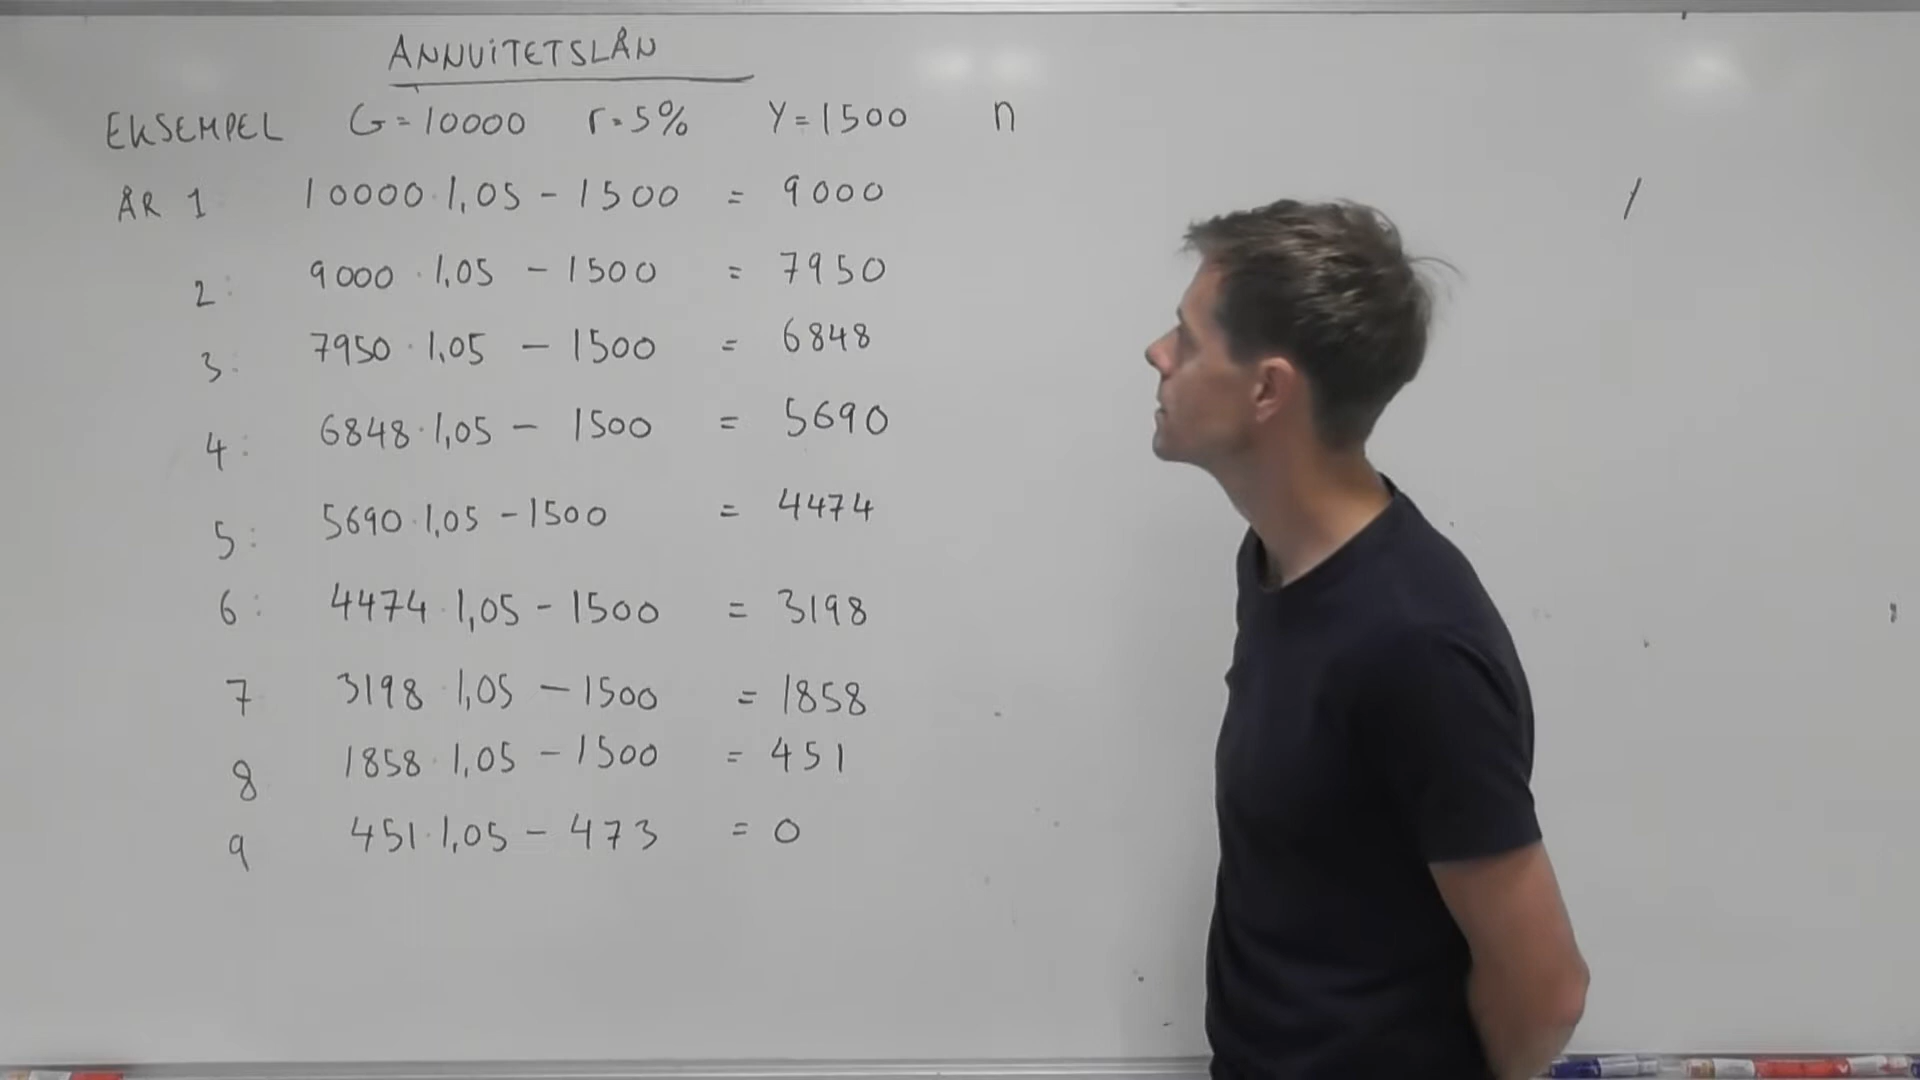 ANNUITETSLÅN
EKSEMPEL G=10000 r=5% Y=1500 n
ÅR 1 10000·1,05 - 1500 = 9000
2: 9000·1,05 - 1500 = 7950
3: 7950·1,05 - 1500 = 6848
4: 6848·1,05 - 1500 = 5690
5: 5690·1,05 - 1500 = 4474
6: 4474·1,05 - 1500 = 3198
7 3198·1,05 - 1500 = 1858
8 1858·1,05 - 1500 = 451
9 451·1,05 - 473 = 0